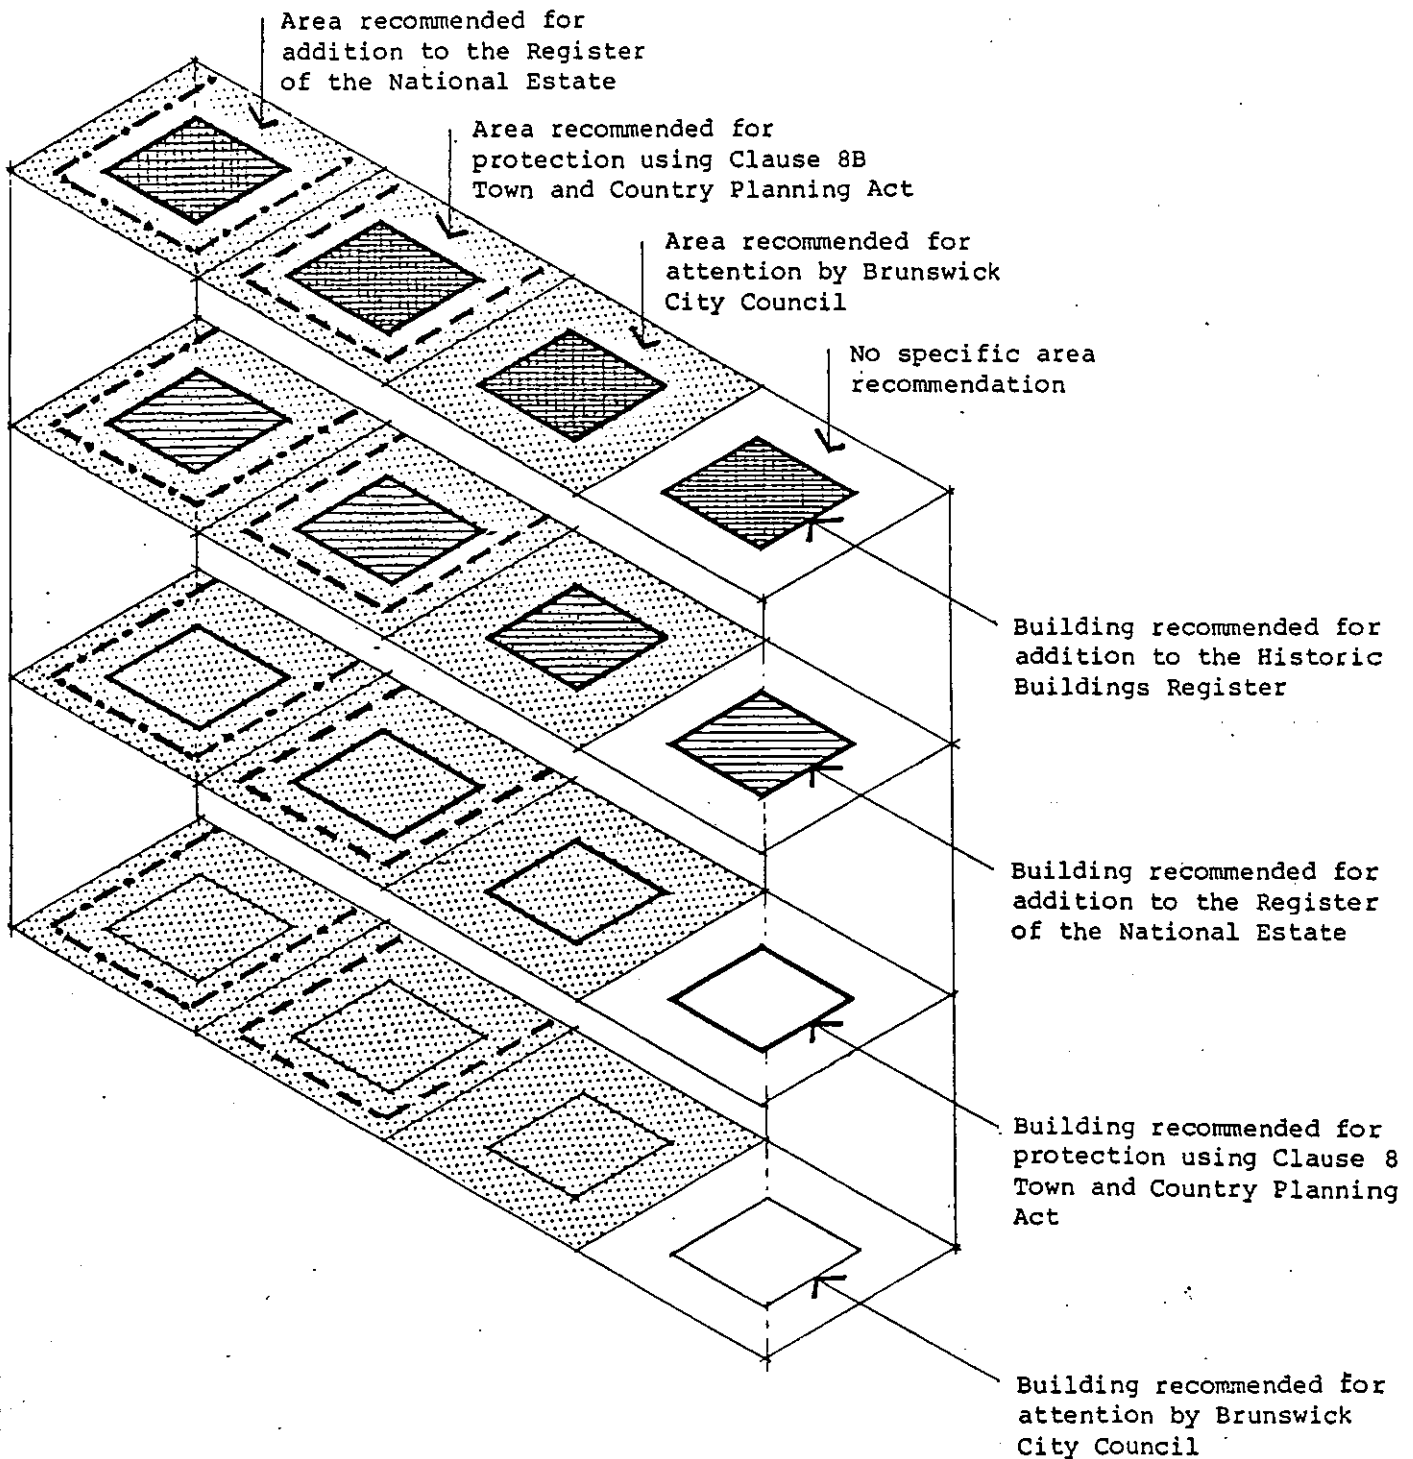 Area recommended for
addition to the Register
of the National Estate
Area recommended for
protection using Clause 8B
Town and Country Planning Act
Area recommended for
attention by Brunswick
City Council
No specific area
recommendation
Building recommended for
addition to the Historic
Buildings Register
Building recommended for
addition to the Register
of the National Estate
Building recommended for
protection using Clause 8
Town and Country Planning
Act
Building recommended for
attention by Brunswick
City Council